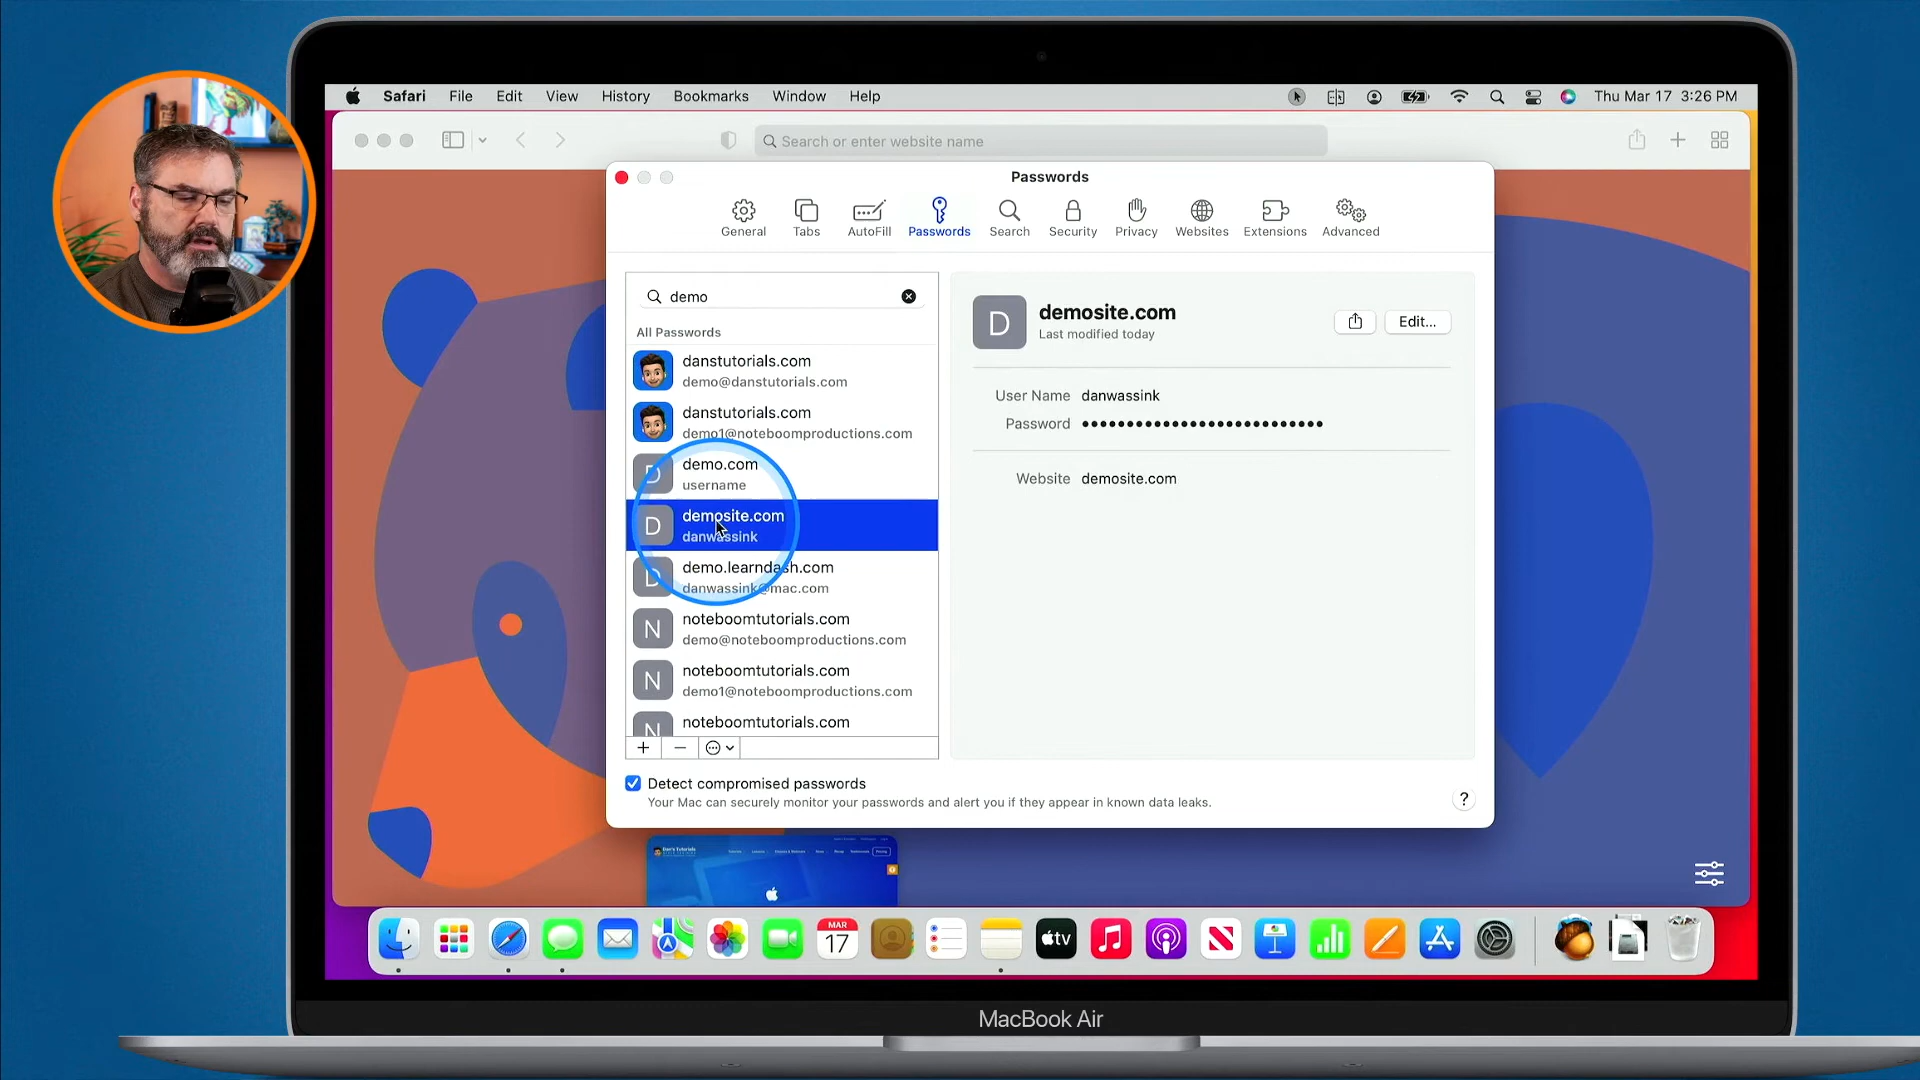 Safari File Edit View History Bookmarks Window Help
Thu Mar 17 3:26 PM
Search or enter website name
Passwords
General Tabs AutoFill Passwords Search Security Privacy Websites Extensions Advanced
demo
All Passwords
danstutorials.com
demo@danstutorials.com
danstutorials.com
demo1@noteboomproductions.com
D
demo.com
username
D
demosite.com
danwassink
D
demo.learndash.com
danwassink@mac.com
N
noteboomtutorials.com
demo@noteboomproductions.com
N
noteboomtutorials.com
demo1@noteboomproductions.com
N
noteboomtutorials.com
D
demosite.com
Last modified today
Edit...
User Name danwassink
Password ••••••••••••••••••••••••••
Website demosite.com
Detect compromised passwords
Your Mac can securely monitor your passwords and alert you if they appear in known data leaks.
?
Dan's Tutorials
MAR
17
tv
MacBook Air